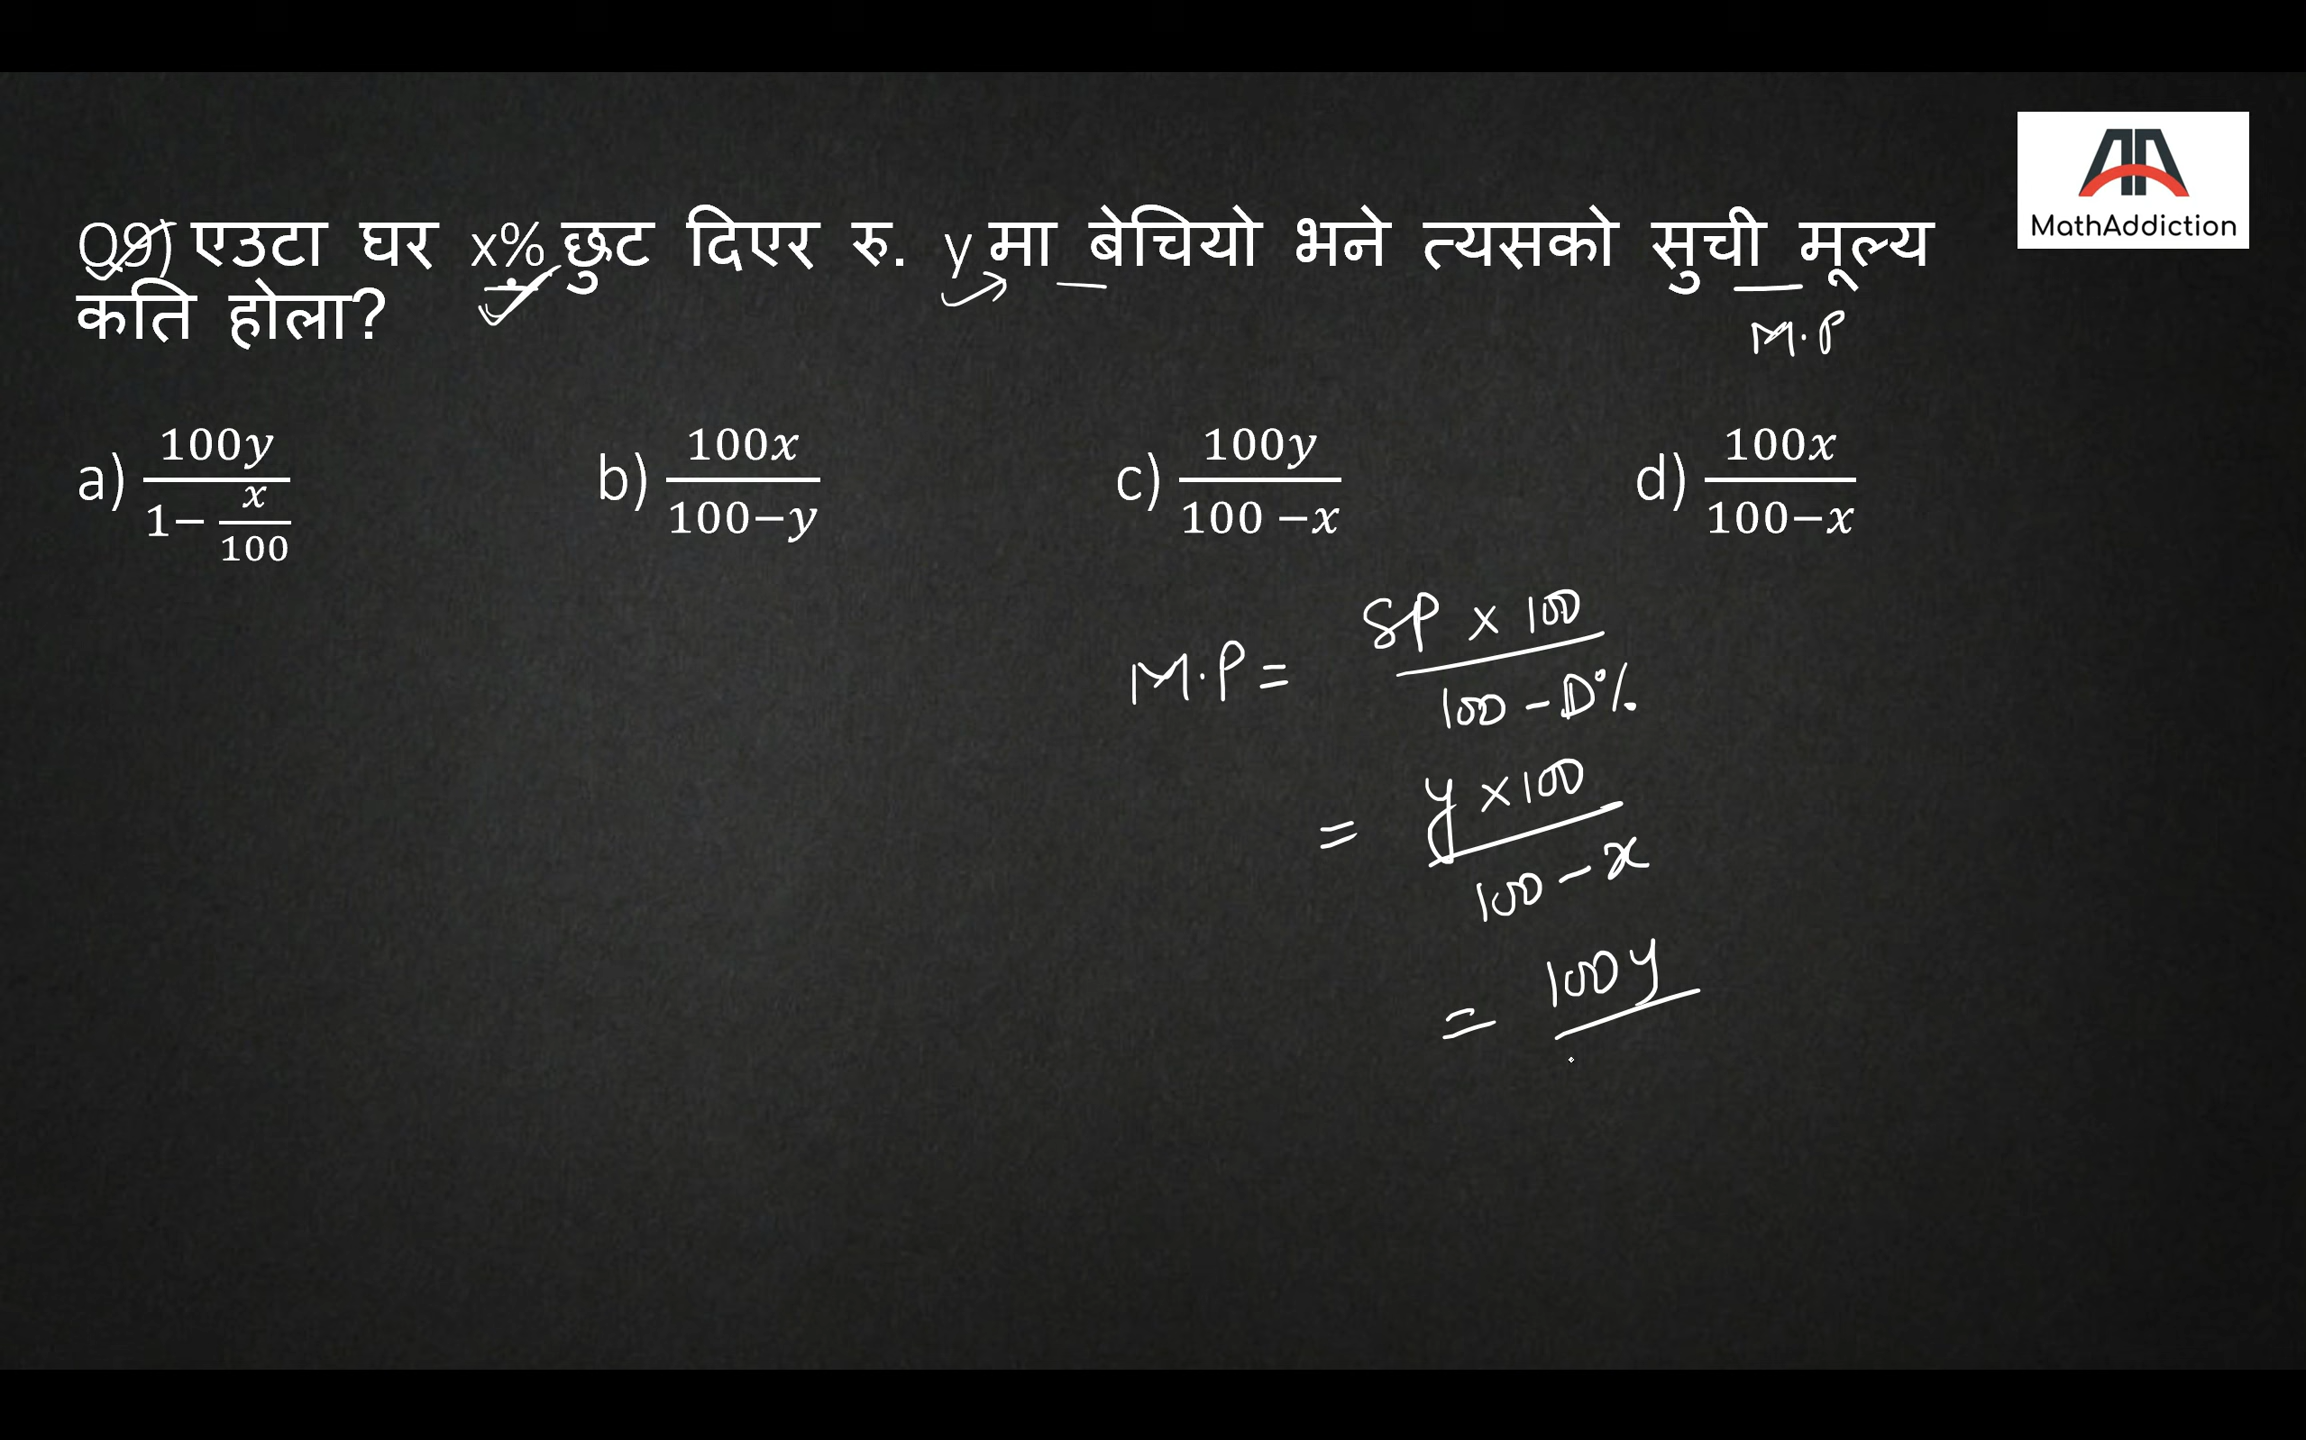 MathAddiction
Q9) एउटा घर x% छुट दिएर रु. y मा बेचियो भने त्यसको सुची मूल्य
कति होला?
M.P
a) 100y / 1− x/100 b) 100x / 100−y c) 100y / 100 −x d) 100x / 100−x
M.P = SP × 100 / 100 − D%
= y × 100 / 100 − x
= 100y